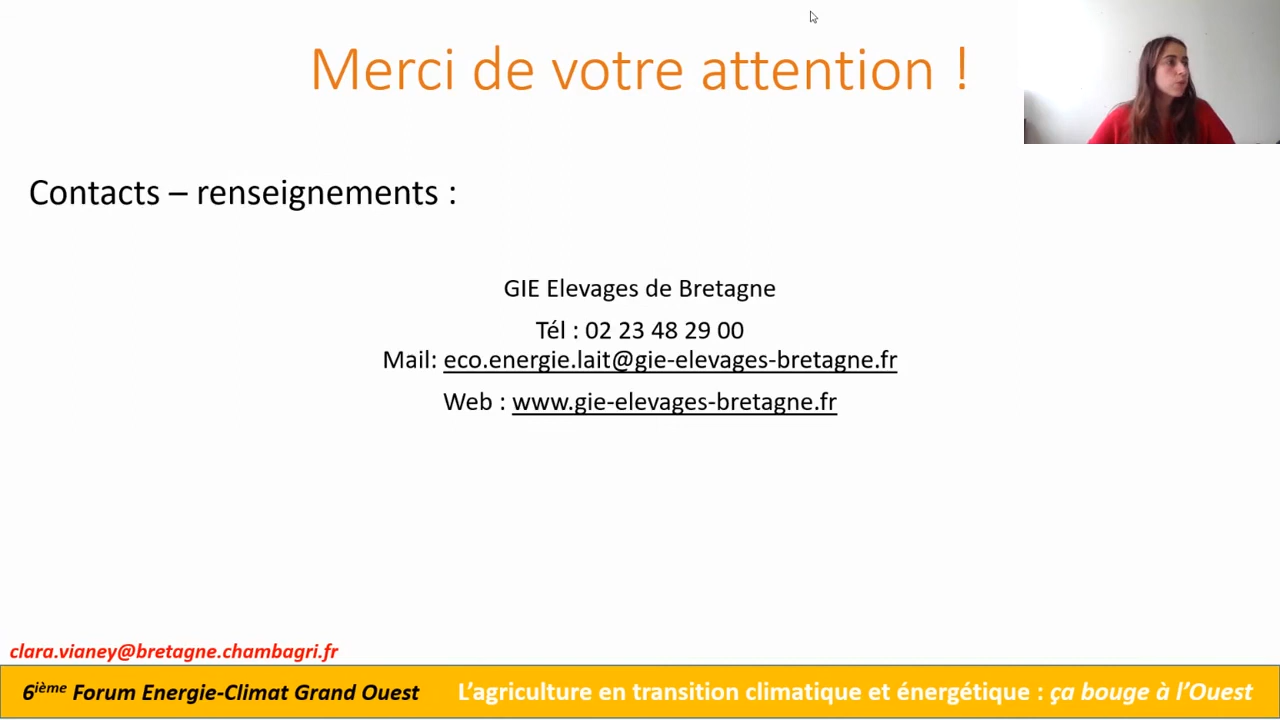 Merci de votre attention !
Contacts – renseignements :
GIE Elevages de Bretagne
Tél : 02 23 48 29 00
Mail: eco.energie.lait@gie-elevages-bretagne.fr
Web : www.gie-elevages-bretagne.fr
clara.vianey@bretagne.chambagri.fr
6ième Forum Energie-Climat Grand Ouest L’agriculture en transition climatique et énergétique : ça bouge à l’Ouest